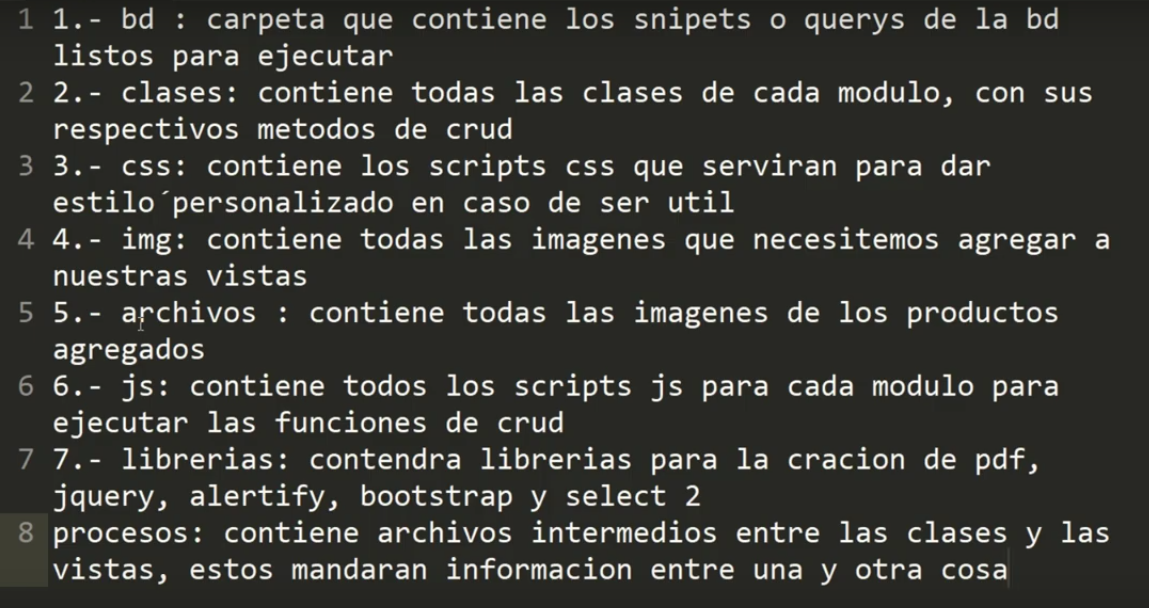 1 1.- bd : carpeta que contiene los snipets o querys de la bd
listos para ejecutar
2 2.- clases: contiene todas las clases de cada modulo, con sus
respectivos metodos de crud
3 3.- css: contiene los scripts css que serviran para dar
estilo´personalizado en caso de ser util
4 4.- img: contiene todas las imagenes que necesitemos agregar a
nuestras vistas
5 5.- archivos : contiene todas las imagenes de los productos
agregados
6 6.- js: contiene todos los scripts js para cada modulo para
ejecutar las funciones de crud
7 7.- librerias: contendra librerias para la cracion de pdf,
jquery, alertify, bootstrap y select 2
8 procesos: contiene archivos intermedios entre las clases y las
vistas, estos mandaran informacion entre una y otra cosa